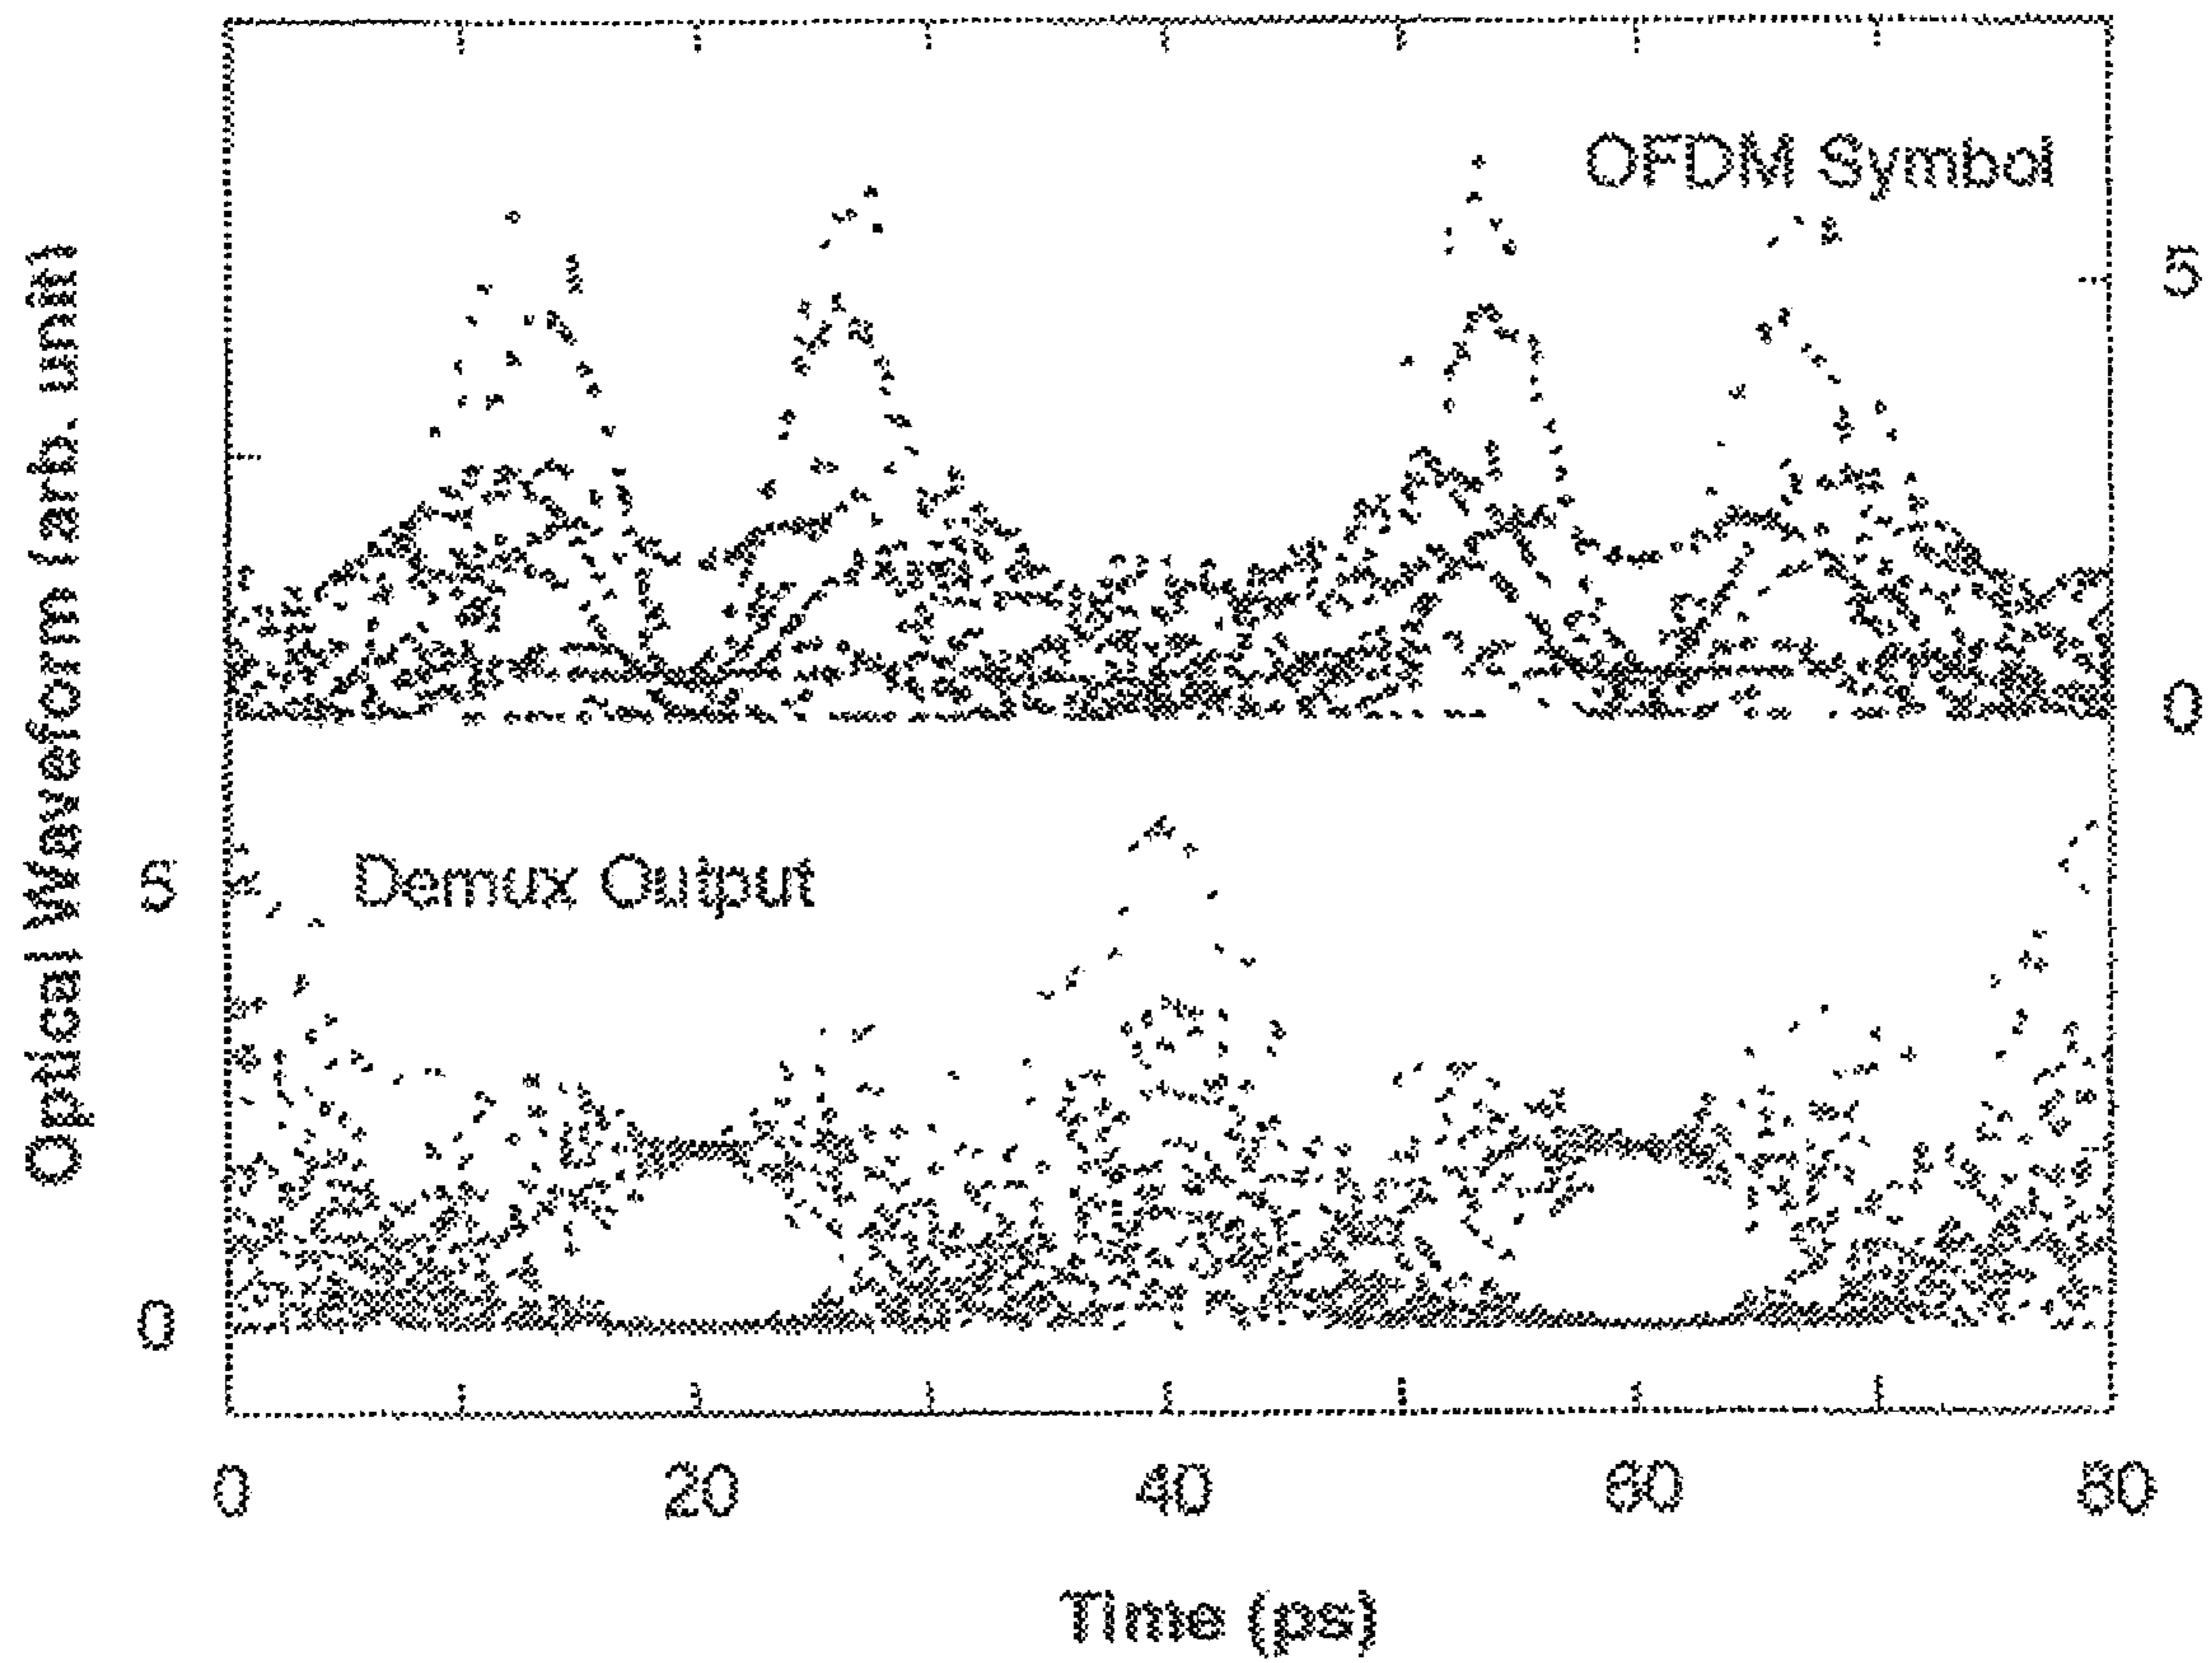 OFDM Symbol
5
0
Optical Waveform (arb. unit)
Demux Output
5
0
0 20 40 60 80
Time (ps)